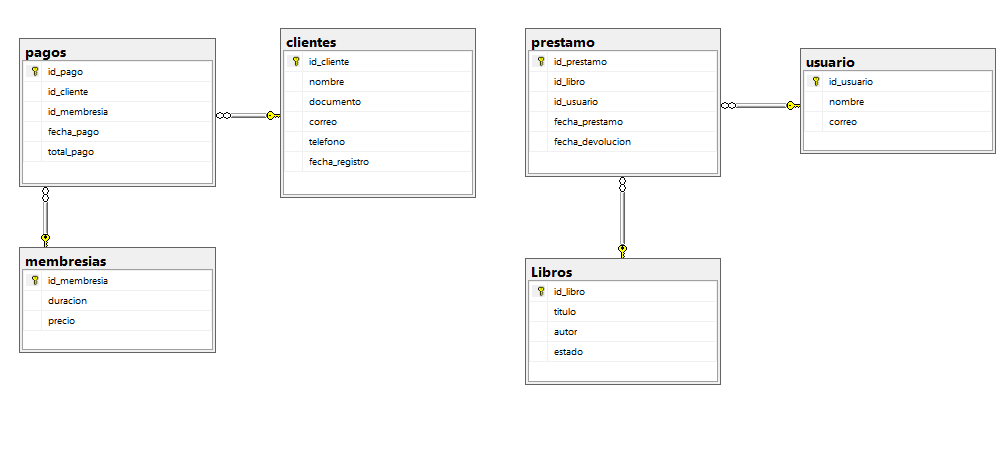 pagos
id_pago
id_cliente
id_membresia
fecha_pago
total_pago
clientes
id_cliente
nombre
documento
correo
telefono
fecha_registro
membresias
id_membresia
duracion
precio
prestamo
id_prestamo
id_libro
id_usuario
fecha_prestamo
fecha_devolucion
usuario
id_usuario
nombre
correo
Libros
id_libro
titulo
autor
estado